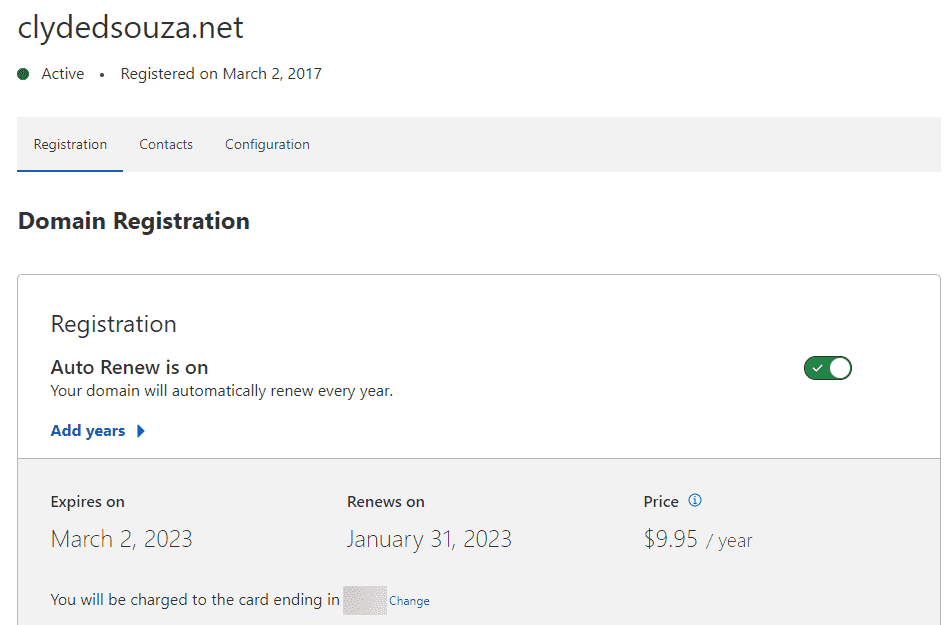 clydedsouza.net
Active • Registered on March 2, 2017
Registration Contacts Configuration
Domain Registration
Registration
Auto Renew is on
Your domain will automatically renew every year.
Add years
Expires on Renews on Price
March 2, 2023 January 31, 2023 $9.95 / year
You will be charged to the card ending in Change